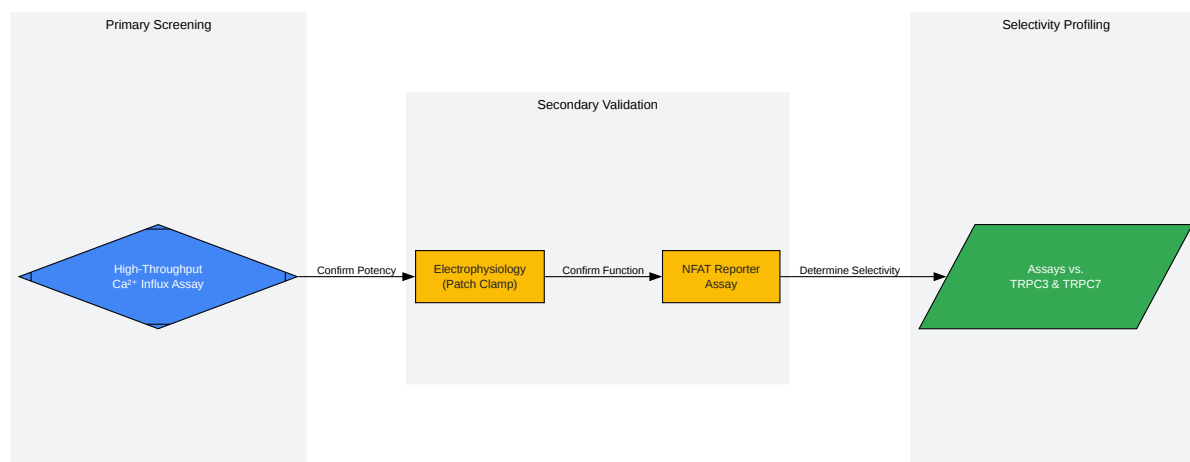 Primary Screening
High-Throughput
Ca²⁺ Influx Assay
Confirm Potency
Secondary Validation
Electrophysiology
(Patch Clamp)
Confirm Function
NFAT Reporter
Assay
Determine Selectivity
Selectivity Profiling
Assays vs.
TRPC3 & TRPC7